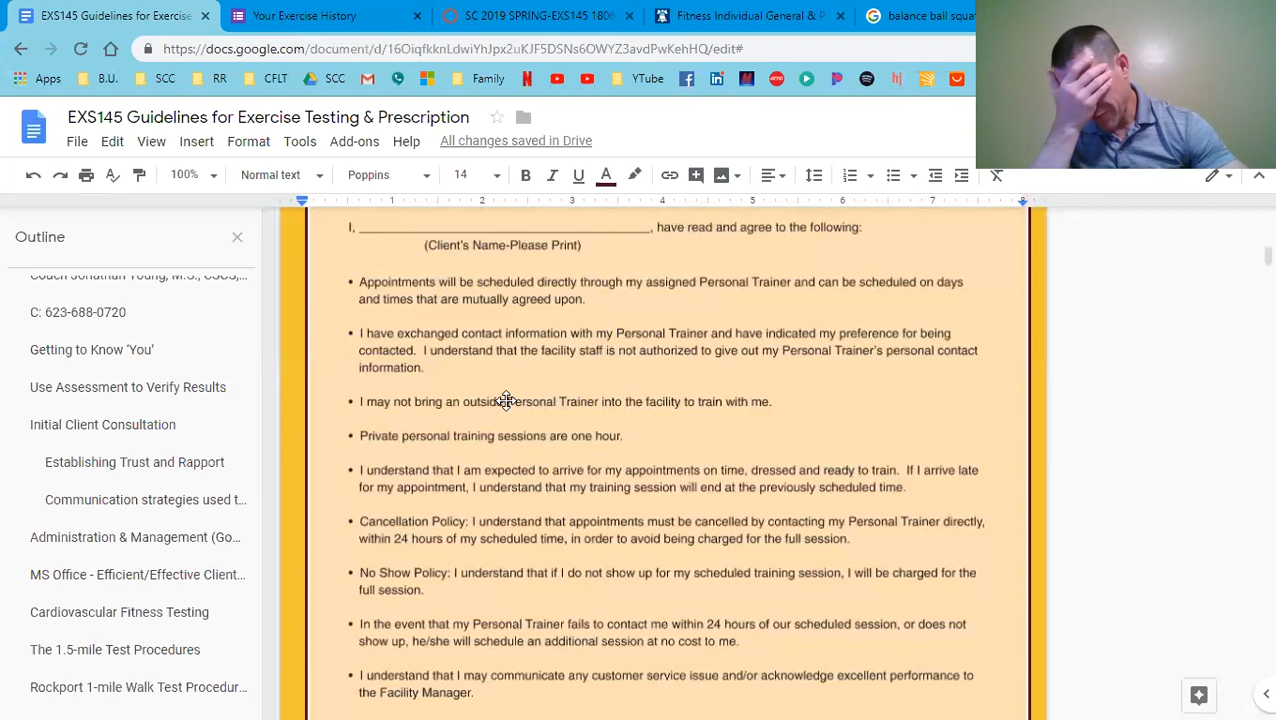 EXS145 Guidelines for Exercise
Your Exercise History
SC 2019 SPRING-EXS145 1806
Fitness Individual General & P
balance ball squa
https://docs.google.com/document/d/16OiqfkknLdwiYhJpx2uKJF5DSNs6OWYZ3avdPwKehHQ/edit#
Apps B.U. SCC RR CFLT SCC Family YTube
EXS145 Guidelines for Exercise Testing & Prescription
File Edit View Insert Format Tools Add-ons Help All changes saved in Drive
100% Normal text Poppins 14
1 2 3 4 5 6 7 8
Outline
Coach Jonathan Young, M.S., CSCS,...
C: 623-688-0720
Getting to Know ‘You’
Use Assessment to Verify Results
Initial Client Consultation
Establishing Trust and Rapport
Communication strategies used t...
Administration & Management (Go...
MS Office - Efficient/Effective Client...
Cardiovascular Fitness Testing
The 1.5-mile Test Procedures
Rockport 1-mile Walk Test Procedur...
I, ________________________________, have read and agree to the following:
(Client’s Name-Please Print)
• Appointments will be scheduled directly through my assigned Personal Trainer and can be scheduled on days
and times that are mutually agreed upon.
• I have exchanged contact information with my Personal Trainer and have indicated my preference for being
contacted. I understand that the facility staff is not authorized to give out my Personal Trainer’s personal contact
information.
• I may not bring an outside Personal Trainer into the facility to train with me.
• Private personal training sessions are one hour.
• I understand that I am expected to arrive for my appointments on time, dressed and ready to train. If I arrive late
for my appointment, I understand that my training session will end at the previously scheduled time.
• Cancellation Policy: I understand that appointments must be cancelled by contacting my Personal Trainer directly,
within 24 hours of my scheduled time, in order to avoid being charged for the full session.
• No Show Policy: I understand that if I do not show up for my scheduled training session, I will be charged for the
full session.
• In the event that my Personal Trainer fails to contact me within 24 hours of our scheduled session, or does not
show up, he/she will schedule an additional session at no cost to me.
• I understand that I may communicate any customer service issue and/or acknowledge excellent performance to
the Facility Manager.